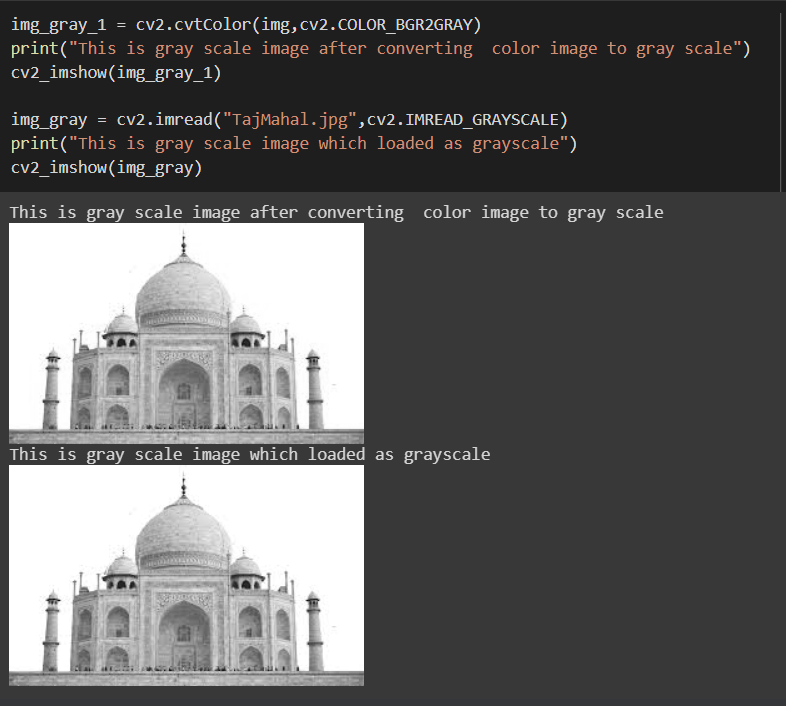 img_gray_1 = cv2.cvtColor(img,cv2.COLOR_BGR2GRAY)
print("This is gray scale image after converting  color image to gray scale")
cv2_imshow(img_gray_1)
img_gray = cv2.imread("TajMahal.jpg",cv2.IMREAD_GRAYSCALE)
print("This is gray scale image which loaded as grayscale")
cv2_imshow(img_gray)
This is gray scale image after converting  color image to gray scale
This is gray scale image which loaded as grayscale